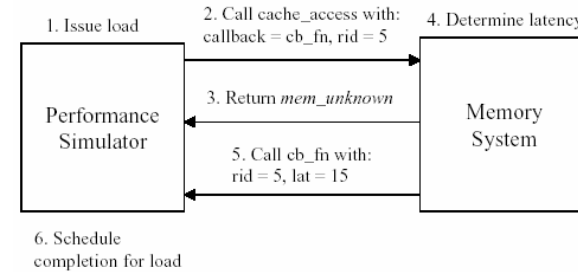 1. Issue load
2. Call cache_access with:
callback = cb_fn, rid = 5
4. Determine latency
3. Return mem_unknown
Performance
Simulator
Memory
System
5. Call cb_fn with:
rid = 5, lat = 15
6. Schedule
completion for load